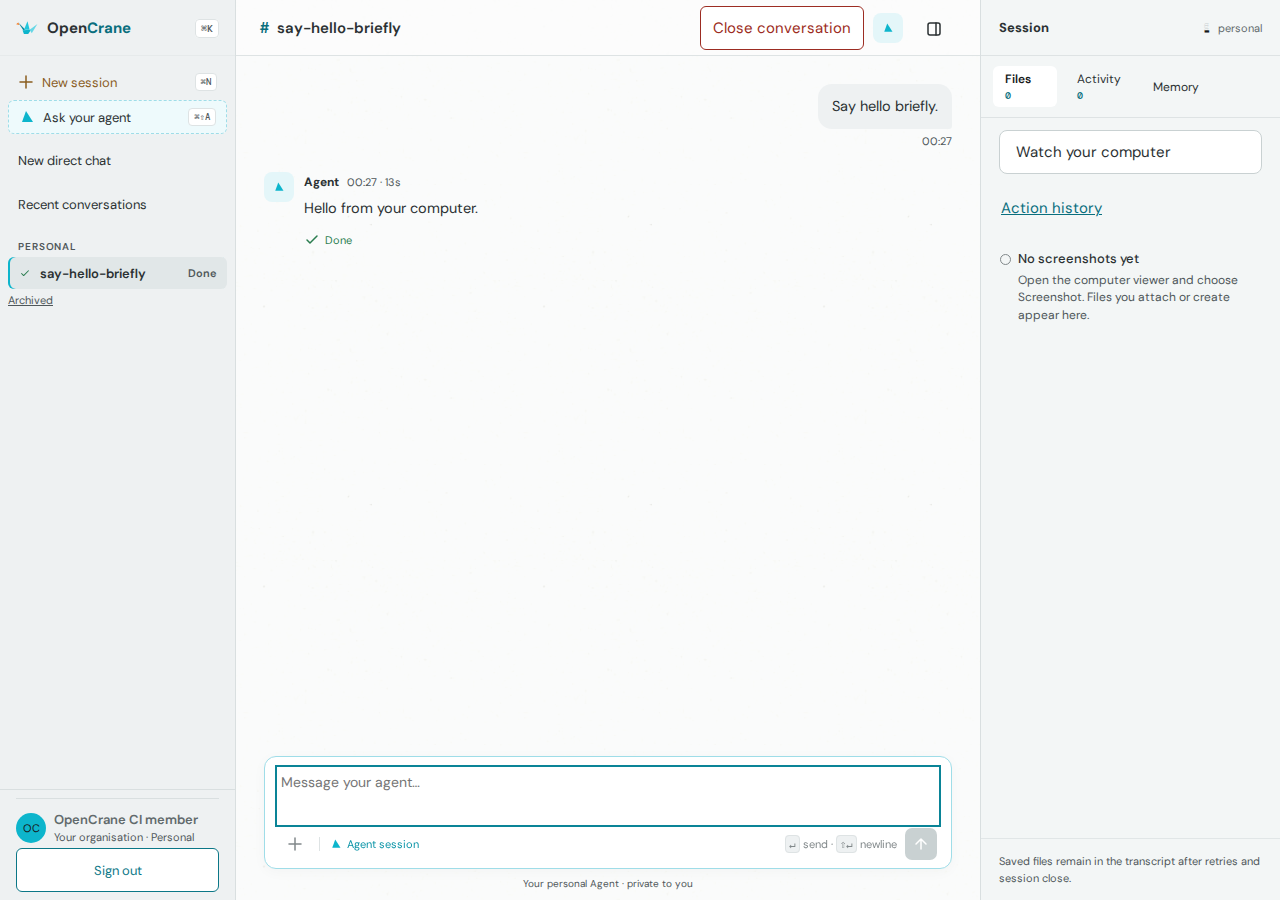 OpenCrane ⌘K
New session ⌘N
Ask your agent ⌘⇧A
New direct chat
Recent conversations
PERSONAL
say-hello-briefly Done
Archived
OC
OpenCrane CI member
Your organisation · Personal
Sign out
# say-hello-briefly
Close conversation
Say hello briefly.
00:27
Agent 00:27 · 13s
Hello from your computer.
Done
Message your agent…
Agent session
↵ send · ⇧↵ newline
Your personal Agent · private to you
Session
personal
Files
0
Activity
0
Memory
Watch your computer
Action history
No screenshots yet
Open the computer viewer and choose
Screenshot. Files you attach or create
appear here.
Saved files remain in the transcript after retries and
session close.